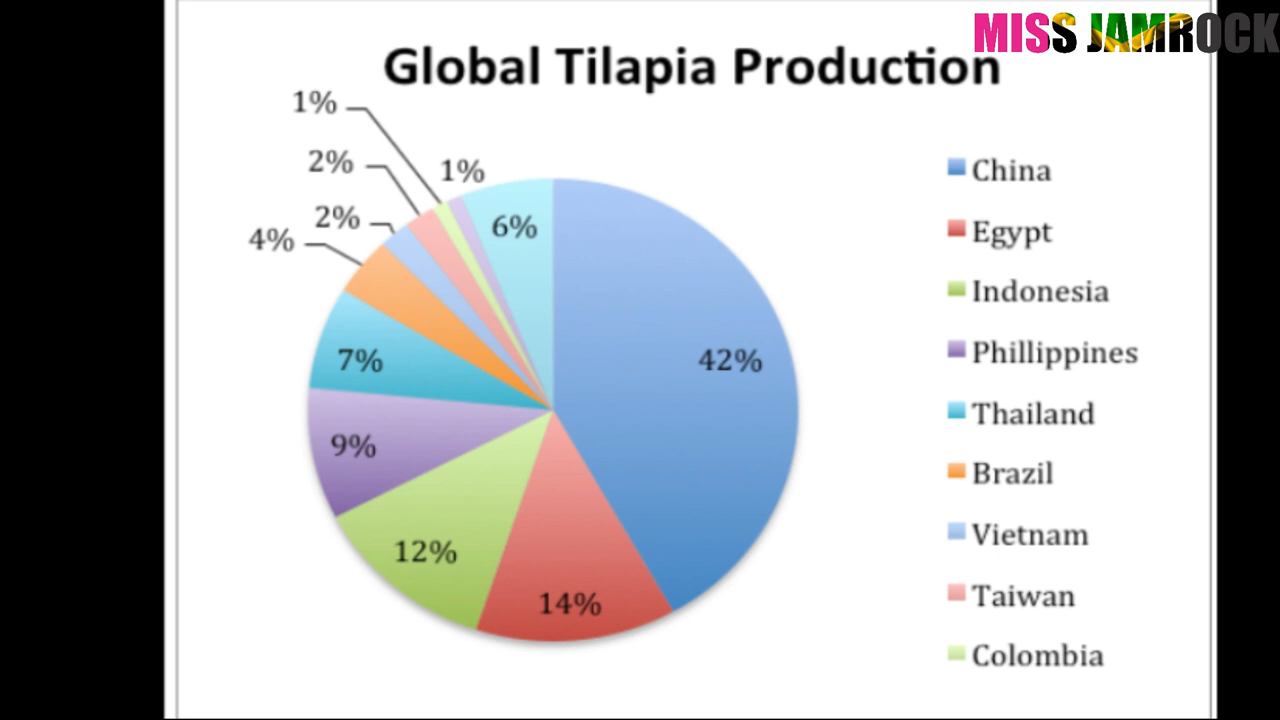 MISS JAMROCK
Global Tilapia Production
1%
2%
1%
2%
6%
4%
42%
7%
9%
12%
14%
China
Egypt
Indonesia
Phillippines
Thailand
Brazil
Vietnam
Taiwan
Colombia